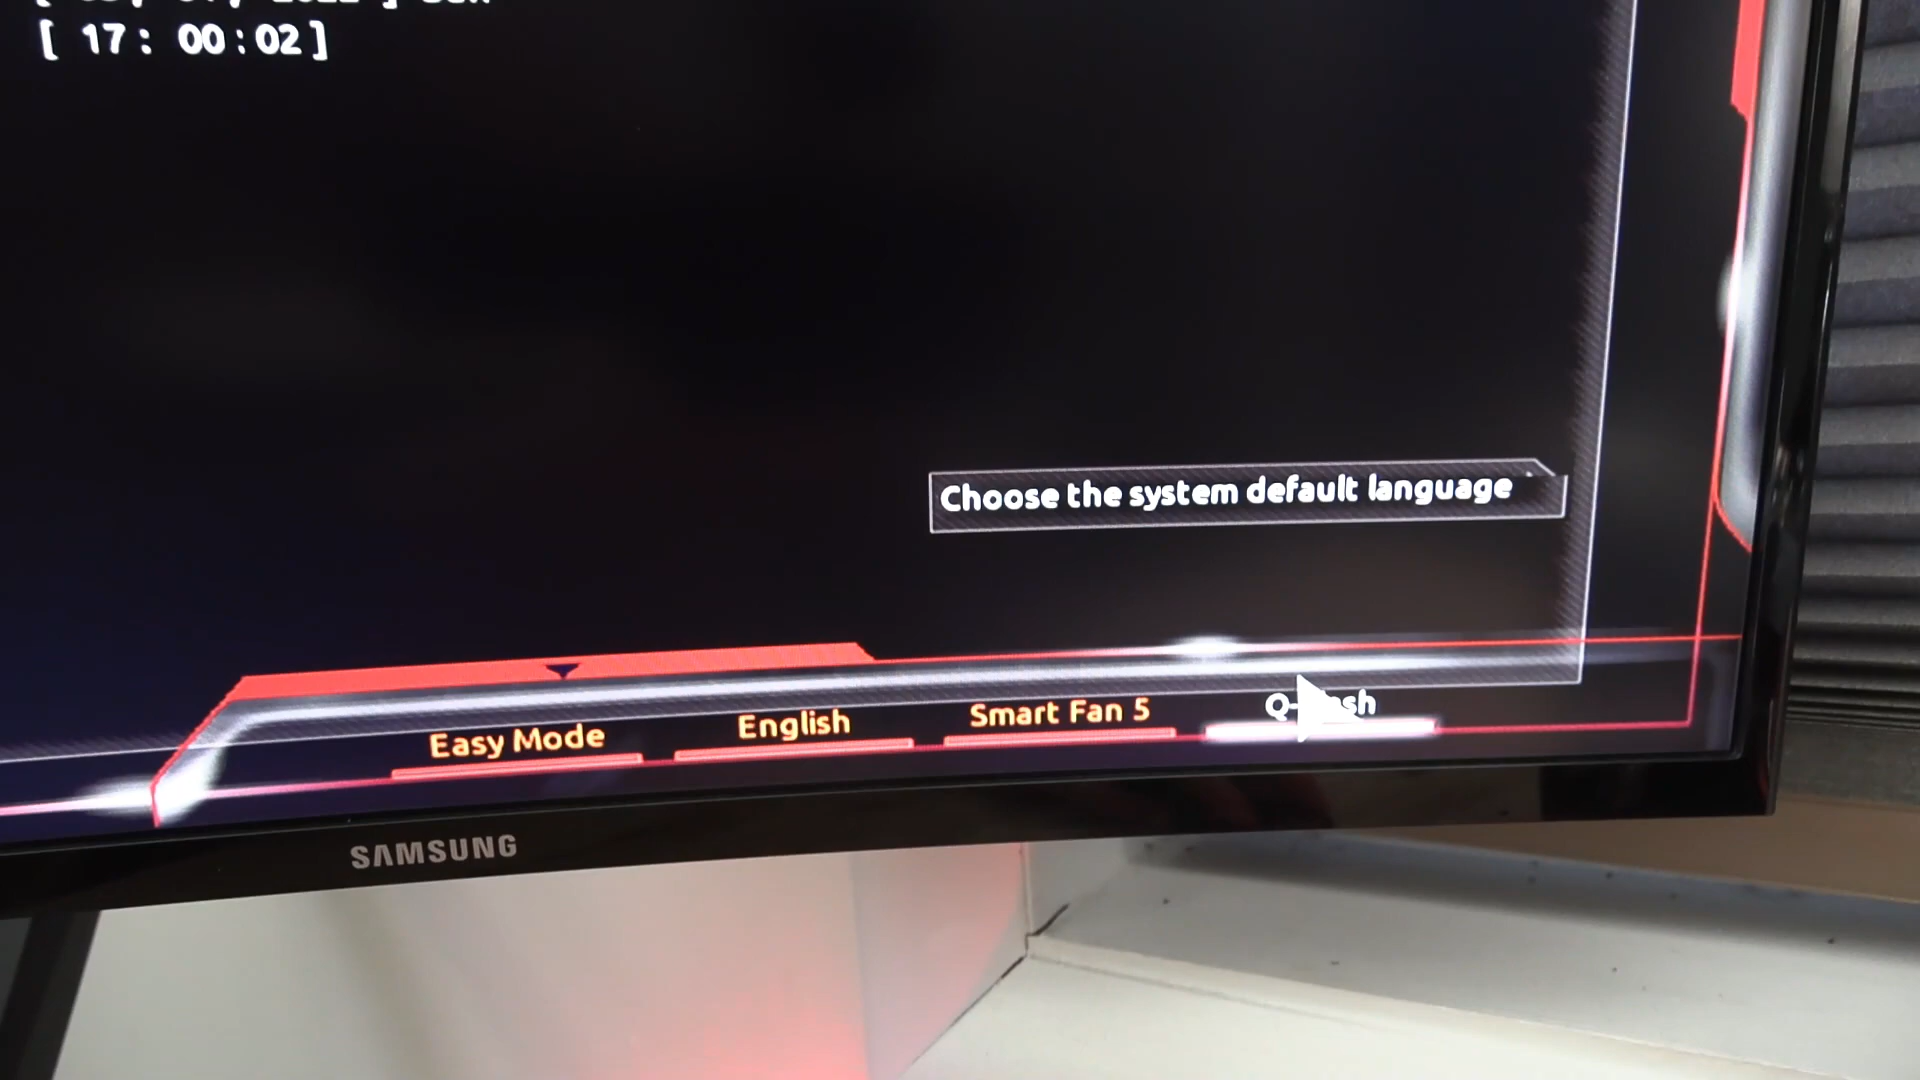 [ 17: 00:02]
Choose the system default language
Easy Mode
English
Smart Fan 5
SAMSUNG